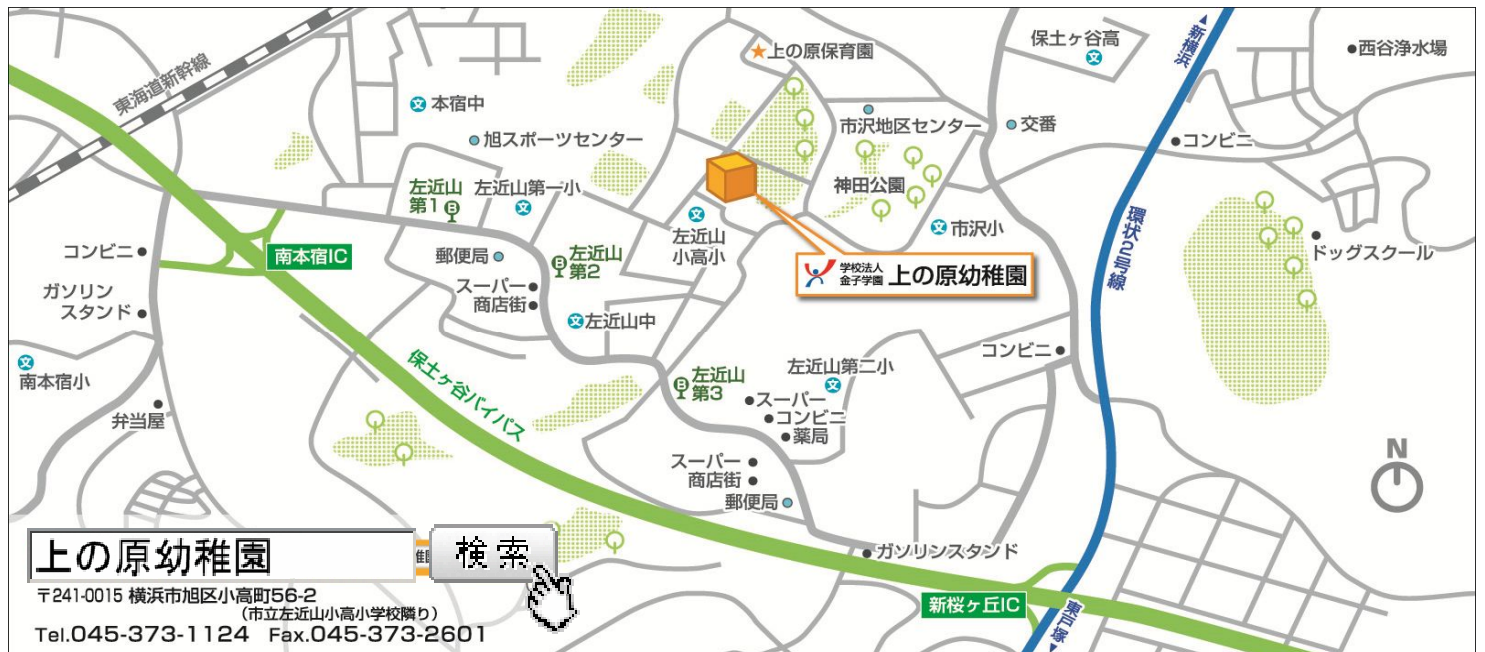 上の原保育園
保土ヶ谷高
▲新横浜
西谷浄水場
東海道新幹線
本宿中
旭スポーツセンター
市沢地区センター
交番
コンビニ
左近山
第1
左近山第一小
神田公園
環状2号線
左近山
小高小
市沢小
ドッグスクール
コンビニ
南本宿IC
郵便局
左近山
第2
学校法人
金子学園
上の原幼稚園
ガソリン
スタンド
スーパー
商店街
左近山中
コンビニ
南本宿小
保土ヶ谷バイパス
左近山
第3
左近山第二小
弁当屋
スーパー
コンビニ
薬局
スーパー
商店街
郵便局
N
ガソリンスタンド
新桜ヶ丘IC
東戸塚▼
上の原幼稚園
検索
〒241-0015 横浜市旭区小高町56-2
(市立左近山小高小学校隣り)
Tel.045-373-1124 Fax.045-373-2601